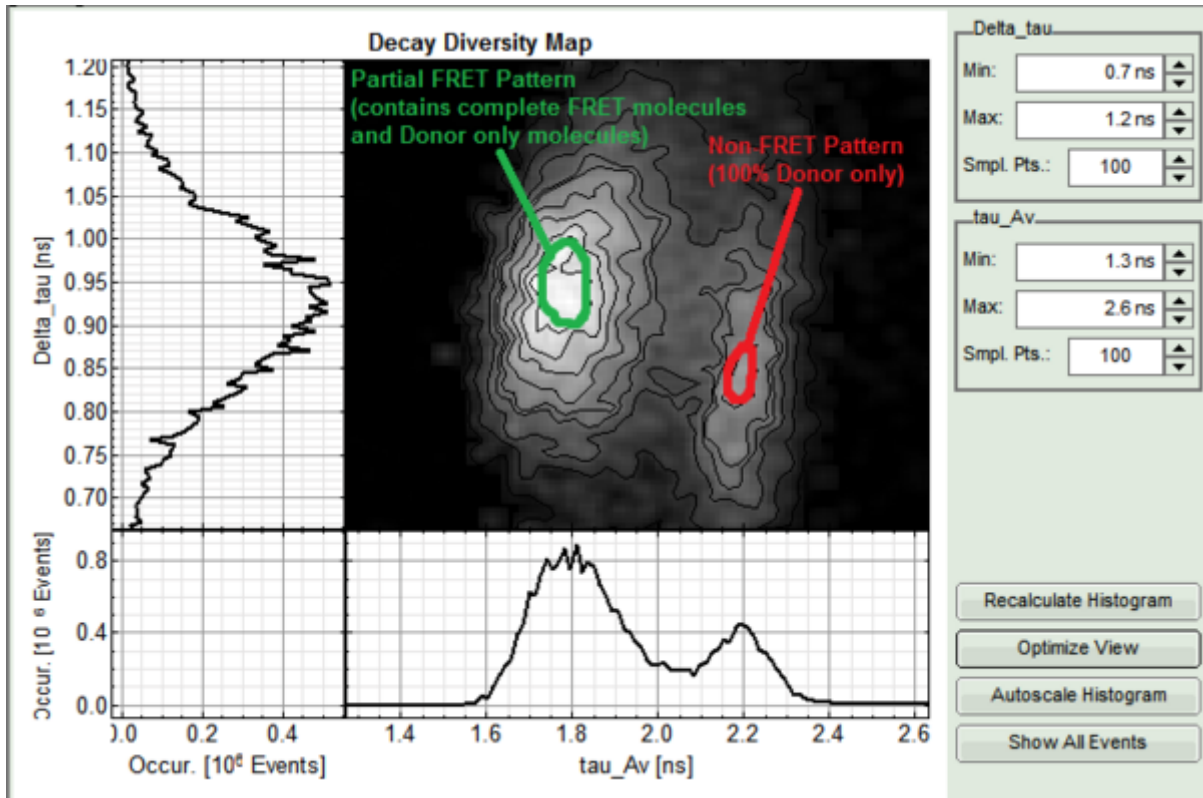 Decay Diversity Map
Partial FRET Pattern
(contains complete FRET molecules
and Donor only molecules)
Non-FRET Pattern
(100% Donor only)
1.20
1.15
1.10
1.05
1.00
0.95
0.90
0.85
0.80
0.75
0.70
Delta_tau [ns]
0.8
0.4
0.0
Occur. [10 6 Events]
0.0 0.2 0.4
Occur. [10⁶ Events]
1.4 1.6 1.8 2.0 2.2 2.4 2.6
tau_Av [ns]
Delta_tau
Min: 0.7 ns
Max: 1.2 ns
Smpl. Pts.: 100
tau_Av
Min: 1.3 ns
Max: 2.6 ns
Smpl. Pts.: 100
Recalculate Histogram
Optimize View
Autoscale Histogram
Show All Events